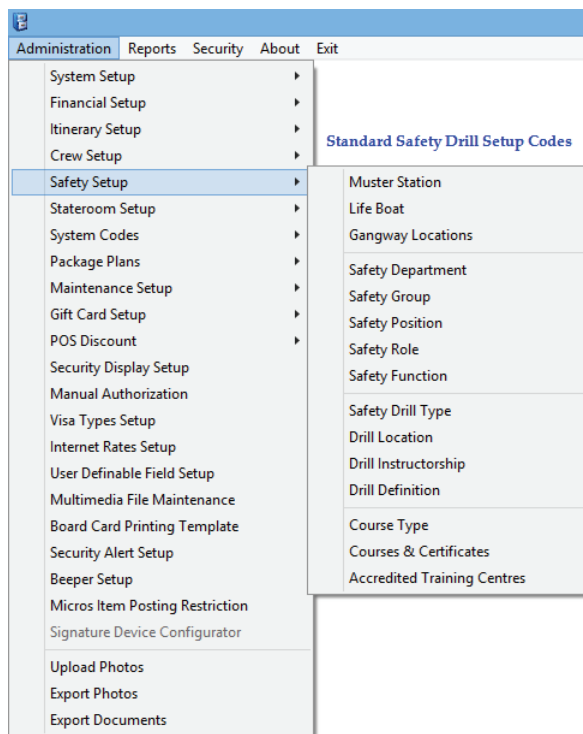 Administration Reports Security About Exit
System Setup
Financial Setup
Itinerary Setup
Crew Setup
Safety Setup
Stateroom Setup
System Codes
Package Plans
Maintenance Setup
Gift Card Setup
POS Discount
Security Display Setup
Manual Authorization
Visa Types Setup
Internet Rates Setup
User Definable Field Setup
Multimedia File Maintenance
Board Card Printing Template
Security Alert Setup
Beeper Setup
Micros Item Posting Restriction
Signature Device Configurator
Upload Photos
Export Photos
Export Documents
Standard Safety Drill Setup Codes
Muster Station
Life Boat
Gangway Locations
Safety Department
Safety Group
Safety Position
Safety Role
Safety Function
Safety Drill Type
Drill Location
Drill Instructorship
Drill Definition
Course Type
Courses & Certificates
Accredited Training Centres